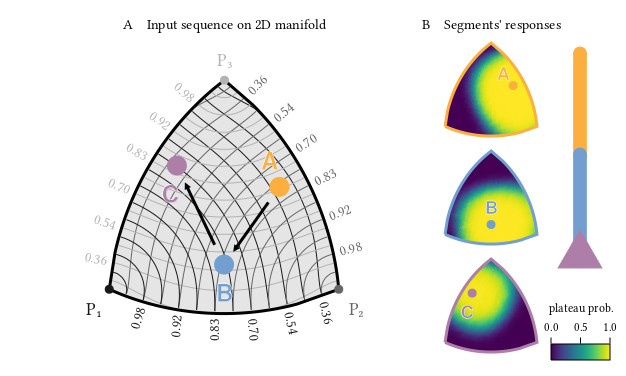 A Input sequence on 2D manifold
B Segments' responses
P₃
0.98
0.36
0.92
0.54
0.83
0.70
0.70
0.83
0.54
0.92
0.36
0.98
A
C
B
P₁
P₂
0.98
0.92
0.83
0.70
0.54
0.36
A
B
C
plateau prob.
0.0 0.5 1.0